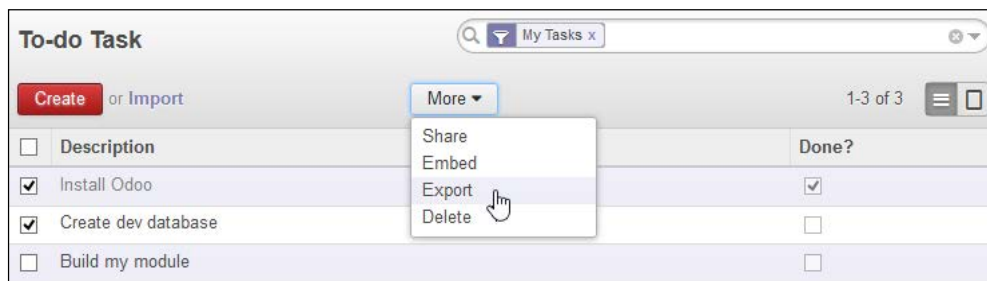 To-do Task
My Tasks x
Create or Import
More
1-3 of 3
Share
Embed
Export
Delete
Description
Done?
Install Odoo
Create dev database
Build my module